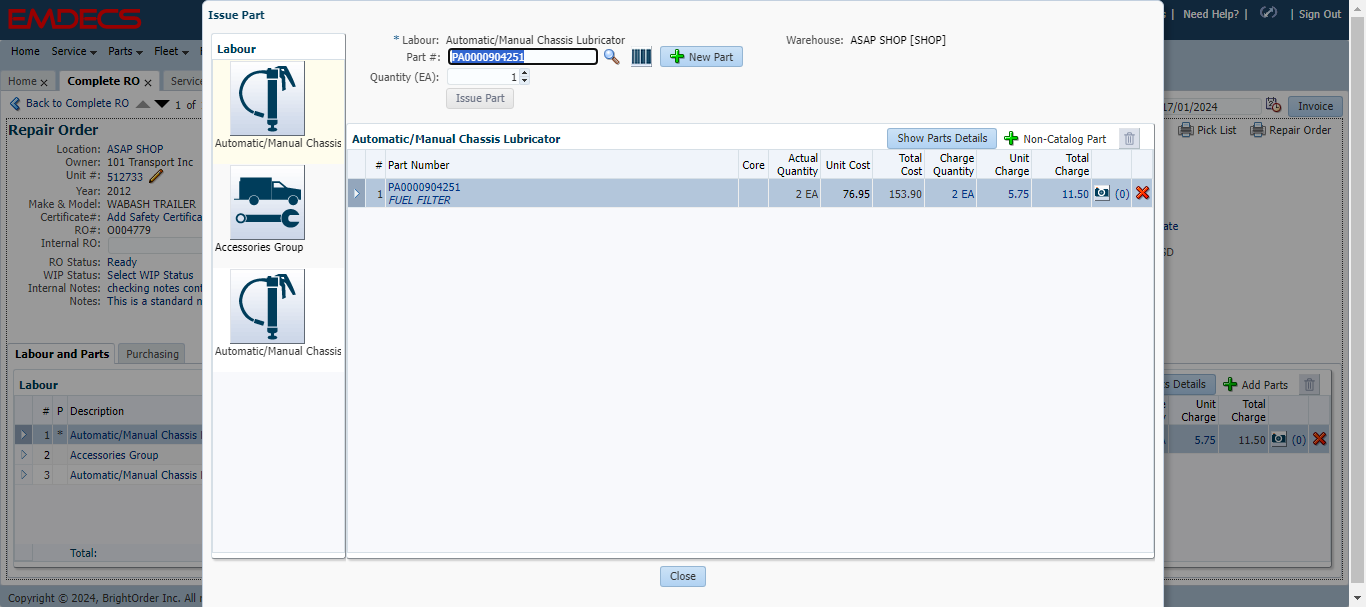 EMDECS
Need Help? | | Sign Out
Home Service Parts Fleet
Home x Complete RO x Service
Back to Complete RO 1 of
17/01/2024 Invoice
Pick List Repair Order
Repair Order
Location: ASAP SHOP
Owner: 101 Transport Inc
Unit #: 512733
Year: 2012
Make & Model: WABASH TRAILER
Certificate#: Add Safety Certifica
RO#: O004779
Internal RO:
RO Status: Ready
WIP Status: Select WIP Status
Internal Notes: checking notes cont
Notes: This is a standard n
Labour and Parts Purchasing
Labour
# P Description
1 * Automatic/Manual Chassis
2 Accessories Group
3 Automatic/Manual Chassis
Total:
Copyright © 2024, BrightOrder Inc. All
Issue Part
Labour
Automatic/Manual Chassis
Accessories Group
Automatic/Manual Chassis
* Labour: Automatic/Manual Chassis Lubricator
Warehouse: ASAP SHOP [SHOP]
Part #: PA0000904251 New Part
Quantity (EA): 1
Issue Part
Automatic/Manual Chassis Lubricator Show Parts Details Non-Catalog Part
# Part Number Core Actual Quantity Unit Cost Total Cost Charge Quantity Unit Charge Total Charge
1 PA0000904251 2 EA 76.95 153.90 2 EA 5.75 11.50 (0)
FUEL FILTER
Close
ate
SD
s Details Add Parts
Unit Charge Total Charge
5.75 11.50 (0)